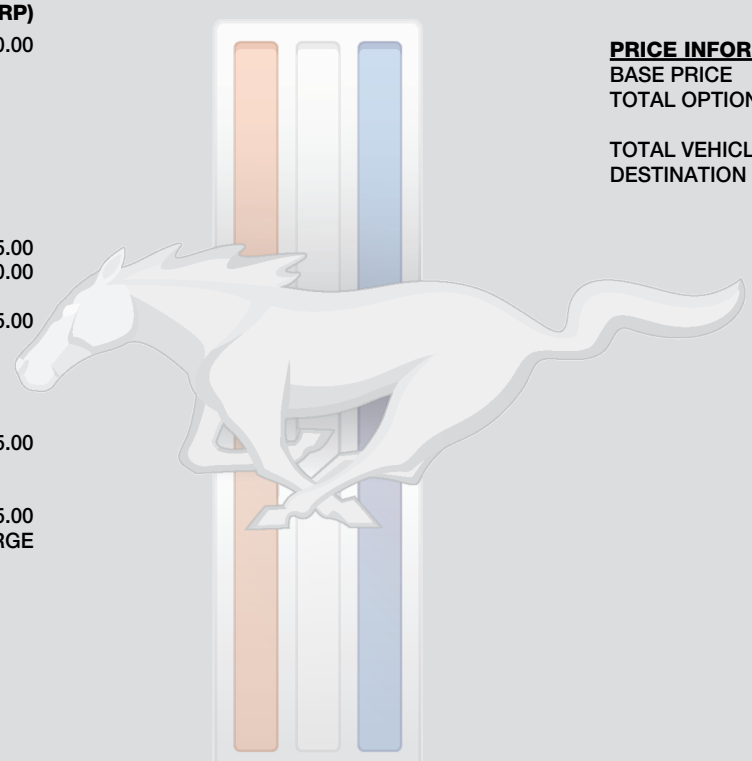 RP)
0.00
5.00
0.00
5.00
5.00
5.00
RGE
PRICE INFOR
BASE PRICE
TOTAL OPTION
TOTAL VEHICL
DESTINATION